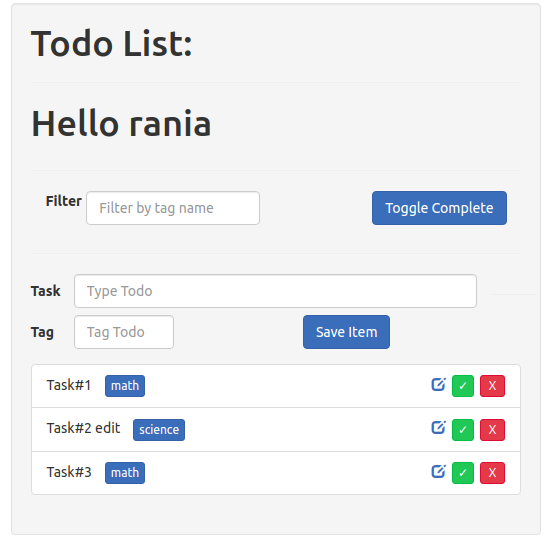 Todo List:
Hello rania
Filter Filter by tag name Toggle Complete
Task Type Todo
Tag Tag Todo Save Item
Task#1 math ✓ X
Task#2 edit science ✓ X
Task#3 math ✓ X